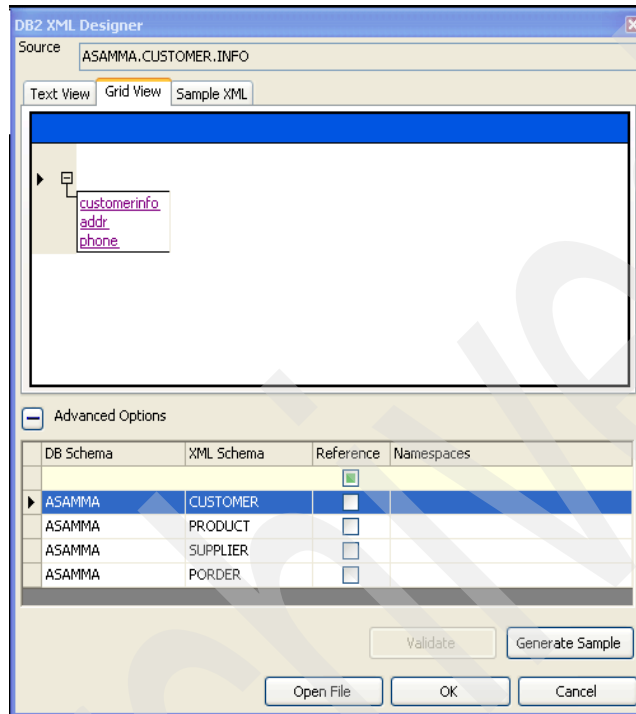 DB2 XML Designer
Source
ASAMMA.CUSTOMER.INFO
Text View Grid View Sample XML
customerinfo
addr
phone
Advanced Options
DB Schema XML Schema Reference Namespaces
ASAMMA CUSTOMER
ASAMMA PRODUCT
ASAMMA SUPPLIER
ASAMMA PORDER
Validate Generate Sample
Open File OK Cancel